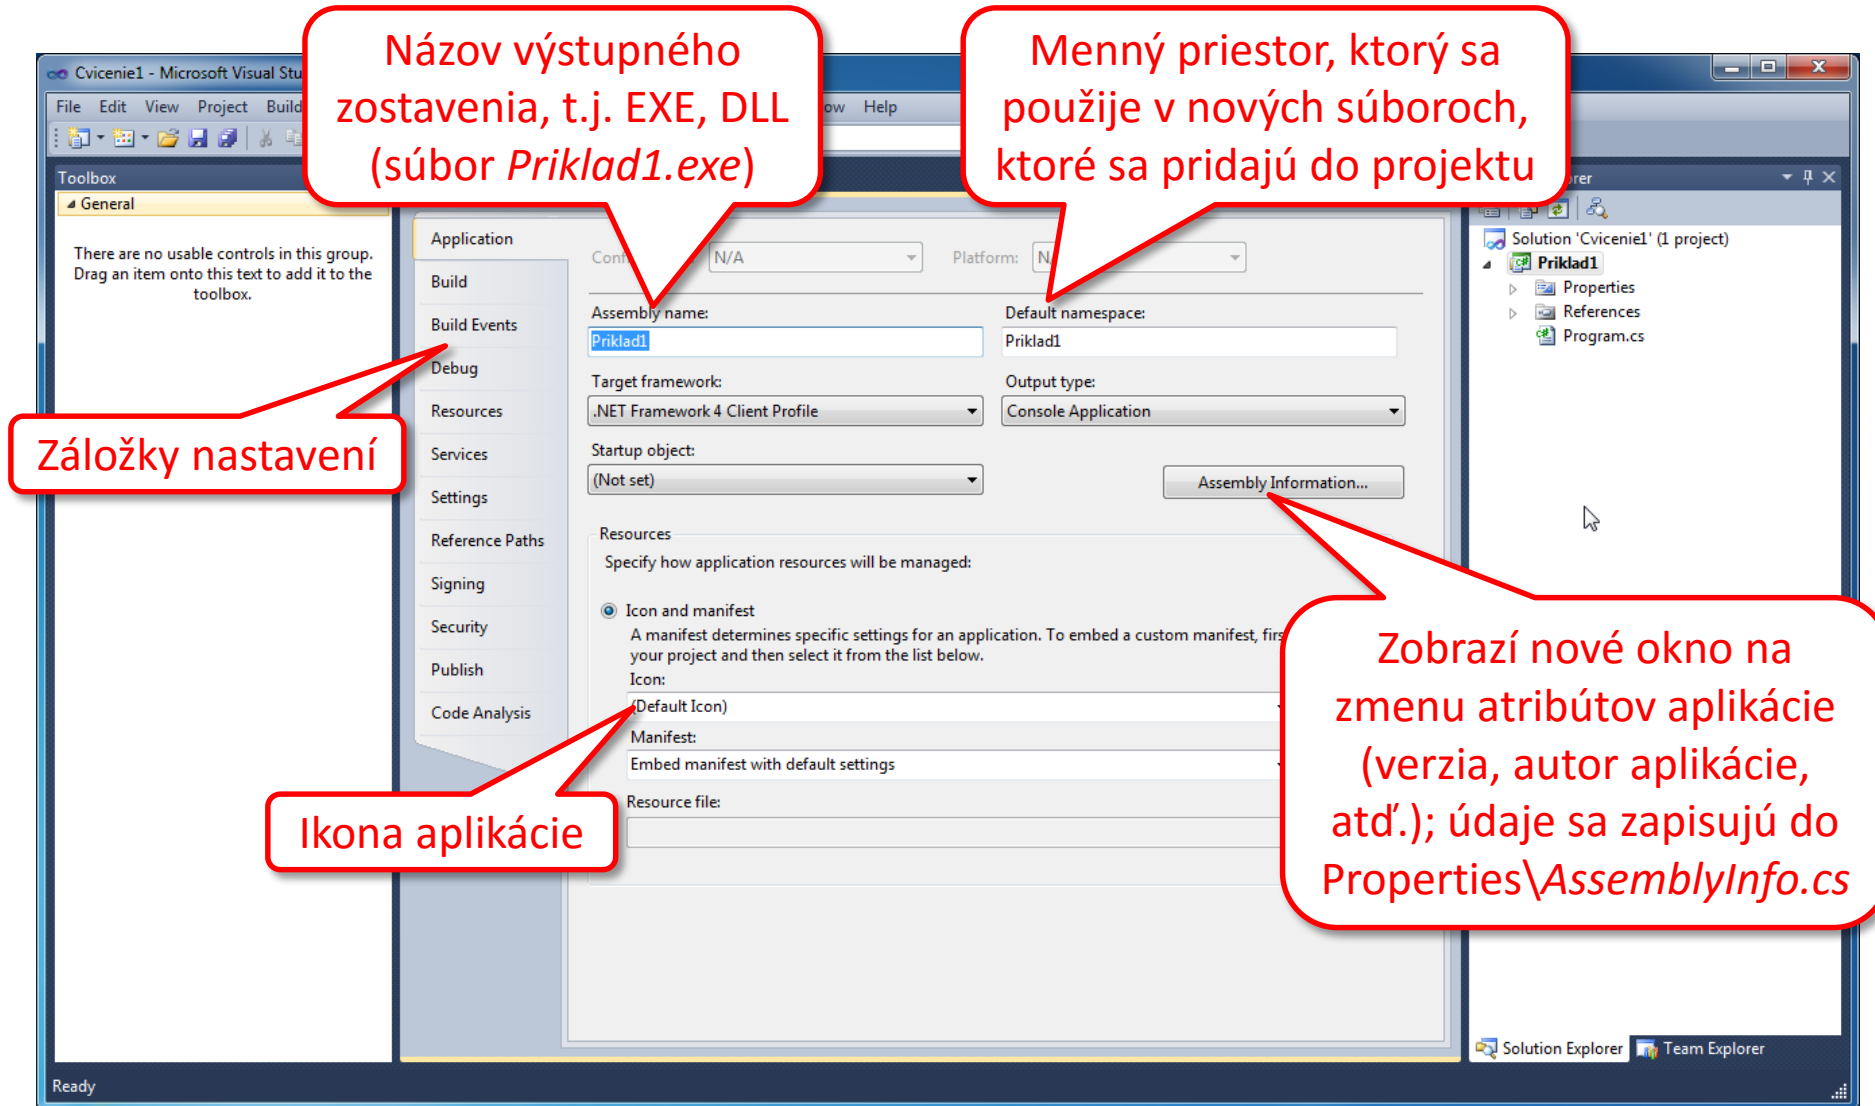 Názov výstupného
zostavenia, t.j. EXE, DLL
(súbor Priklad1.exe)
Menný priestor, ktorý sa
použije v nových súboroch,
ktoré sa pridajú do projektu
Cvicenie1 - Microsoft Visual Stu
File Edit View Project Build
Help
Toolbox
General
There are no usable controls in this group.
Drag an item onto this text to add it to the
toolbox.
Application
Build
Build Events
Debug
Resources
Services
Settings
Reference Paths
Signing
Security
Publish
Code Analysis
N/A
Platform:
Assembly name:
Default namespace:
Priklad1
Priklad1
Target framework:
Output type:
.NET Framework 4 Client Profile
Console Application
Startup object:
(Not set)
Assembly Information...
Resources
Specify how application resources will be managed:
Icon and manifest
A manifest determines specific settings for an application. To embed a custom manifest, firs
your project and then select it from the list below.
Icon:
(Default Icon)
Manifest:
Embed manifest with default settings
Resource file:
Solution 'Cvicenie1' (1 project)
Priklad1
Properties
References
Program.cs
Záložky nastavení
Ikona aplikácie
Zobrazí nové okno na
zmenu atribútov aplikácie
(verzia, autor aplikácie,
atď.); údaje sa zapisujú do
Properties\AssemblyInfo.cs
Solution Explorer
Team Explorer
Ready